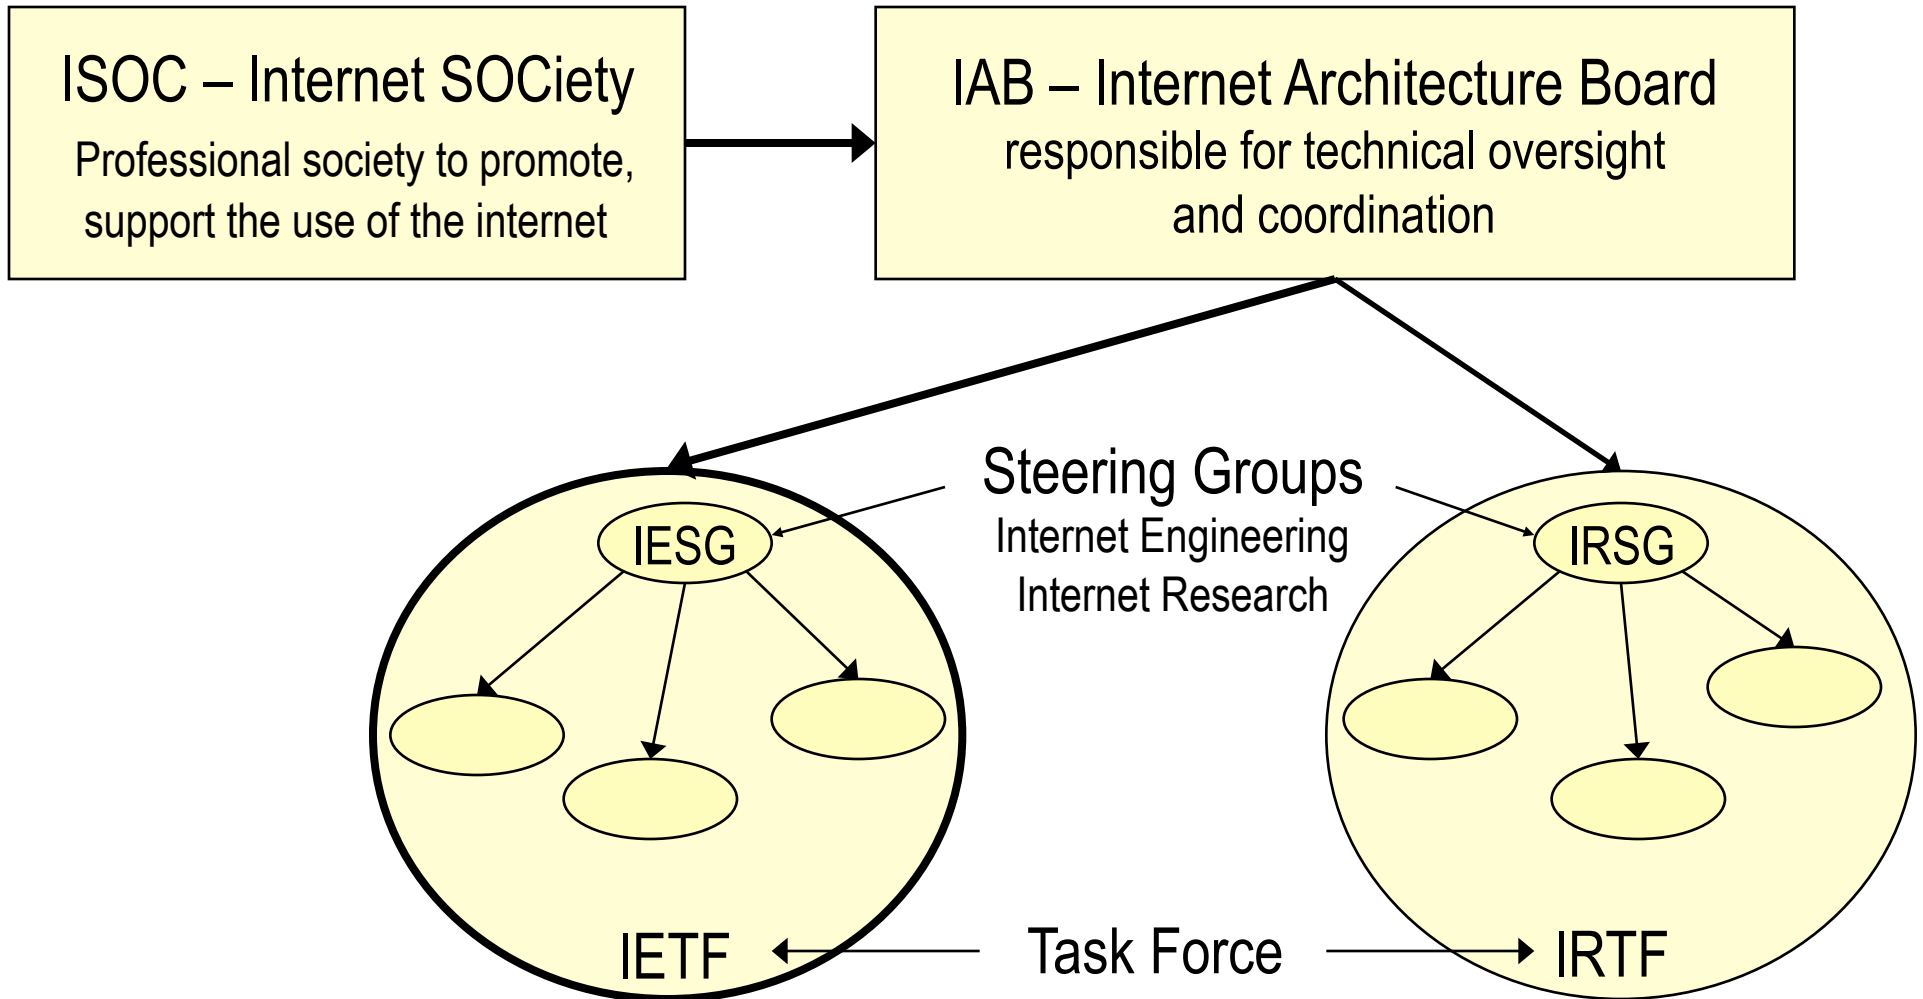 ISOC – Internet SOCiety
Professional society to promote,
support the use of the internet
IAB – Internet Architecture Board
responsible for technical oversight
and coordination
Steering Groups
Internet Engineering
Internet Research
IESG
IRSG
IETF
Task Force
IRTF